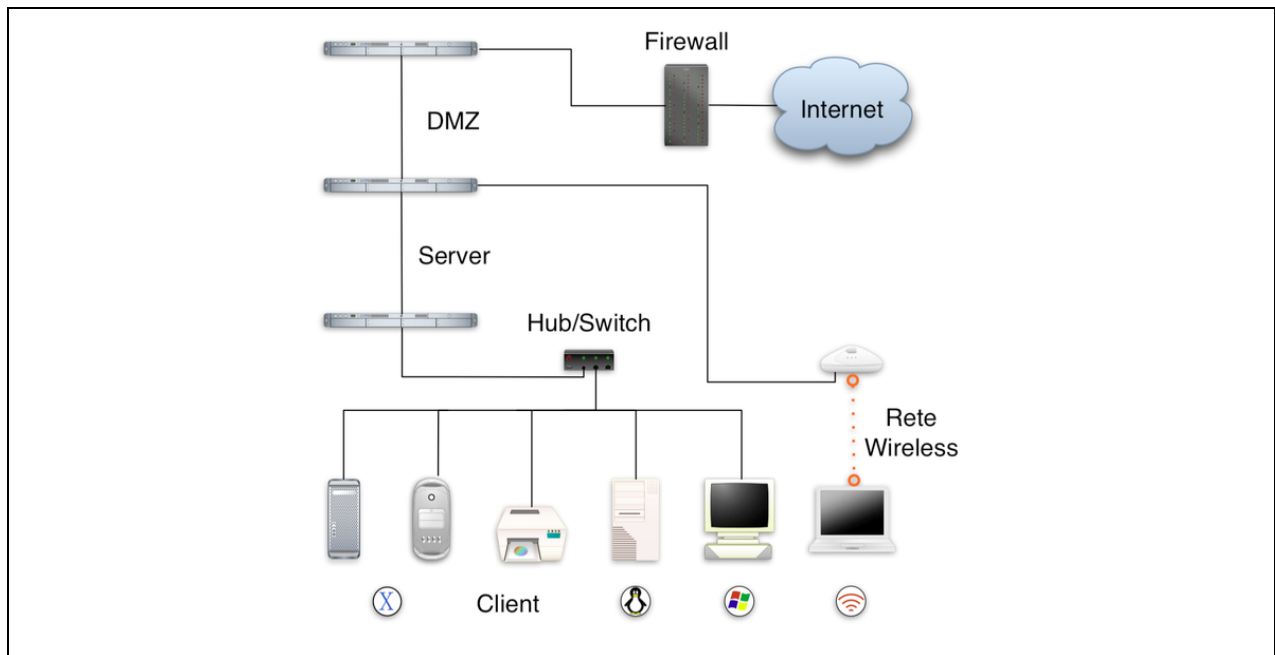 Firewall
Internet
DMZ
Server
Hub/Switch
Rete
Wireless
X
Client